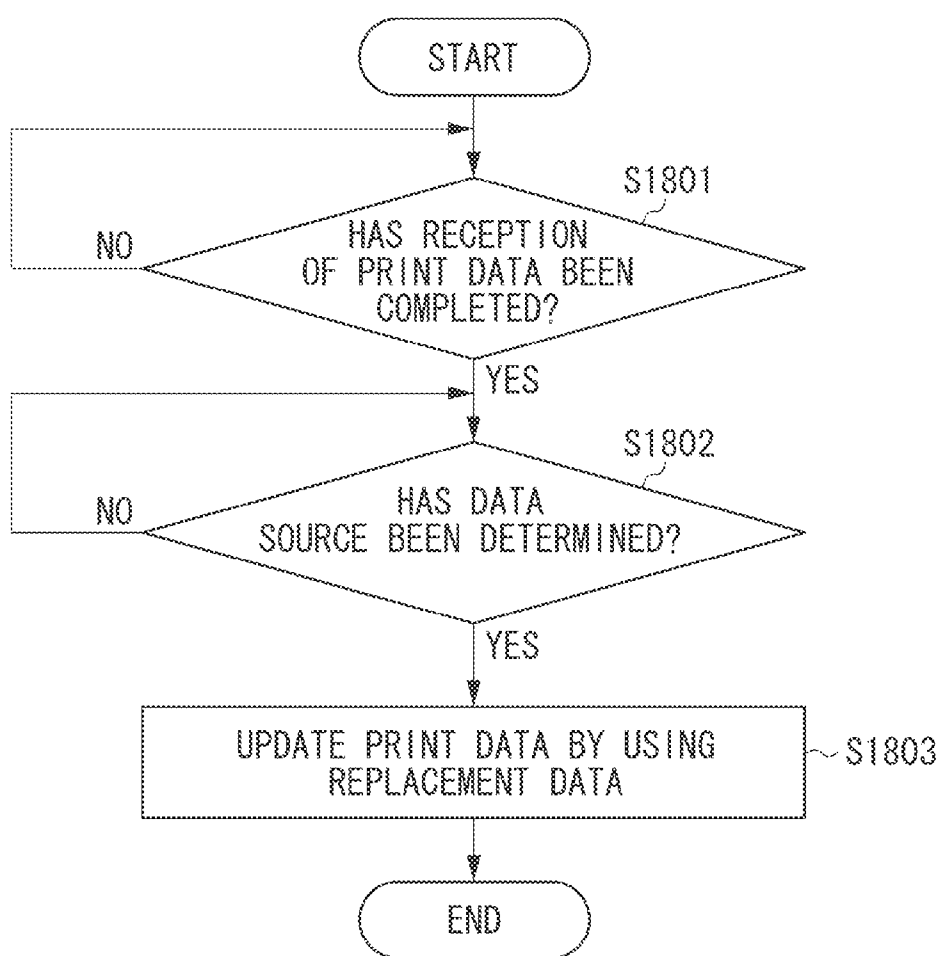 START
S1801
HAS RECEPTION
OF PRINT DATA BEEN
COMPLETED?
NO
YES
S1802
HAS DATA
SOURCE BEEN DETERMINED?
NO
YES
UPDATE PRINT DATA BY USING
REPLACEMENT DATA
S1803
END